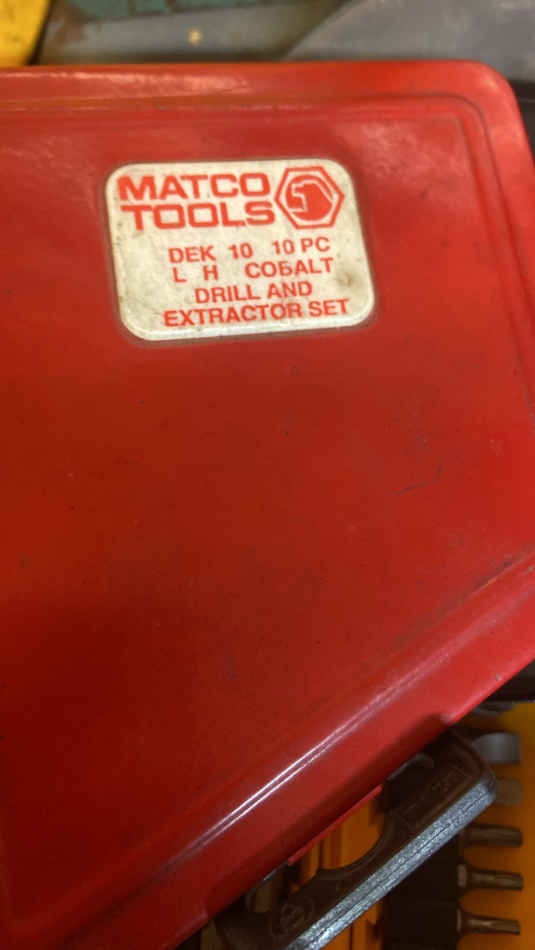 MATCO
TOOLS
DEK 10 10 PC
L H COBALT
DRILL AND
EXTRACTOR SET